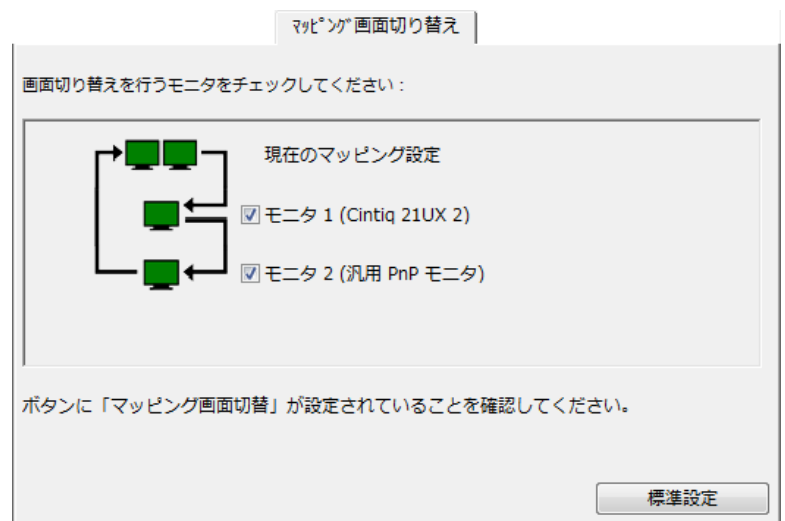 ﾏｯﾋﾟﾝｸﾞ画面切り替え
画面切り替えを行うモニタをチェックしてください：
現在のマッピング設定
モニタ 1 (Cintiq 21UX 2)
モニタ 2 (汎用 PnP モニタ)
ボタンに「マッピング画面切替」が設定されていることを確認してください。
標準設定